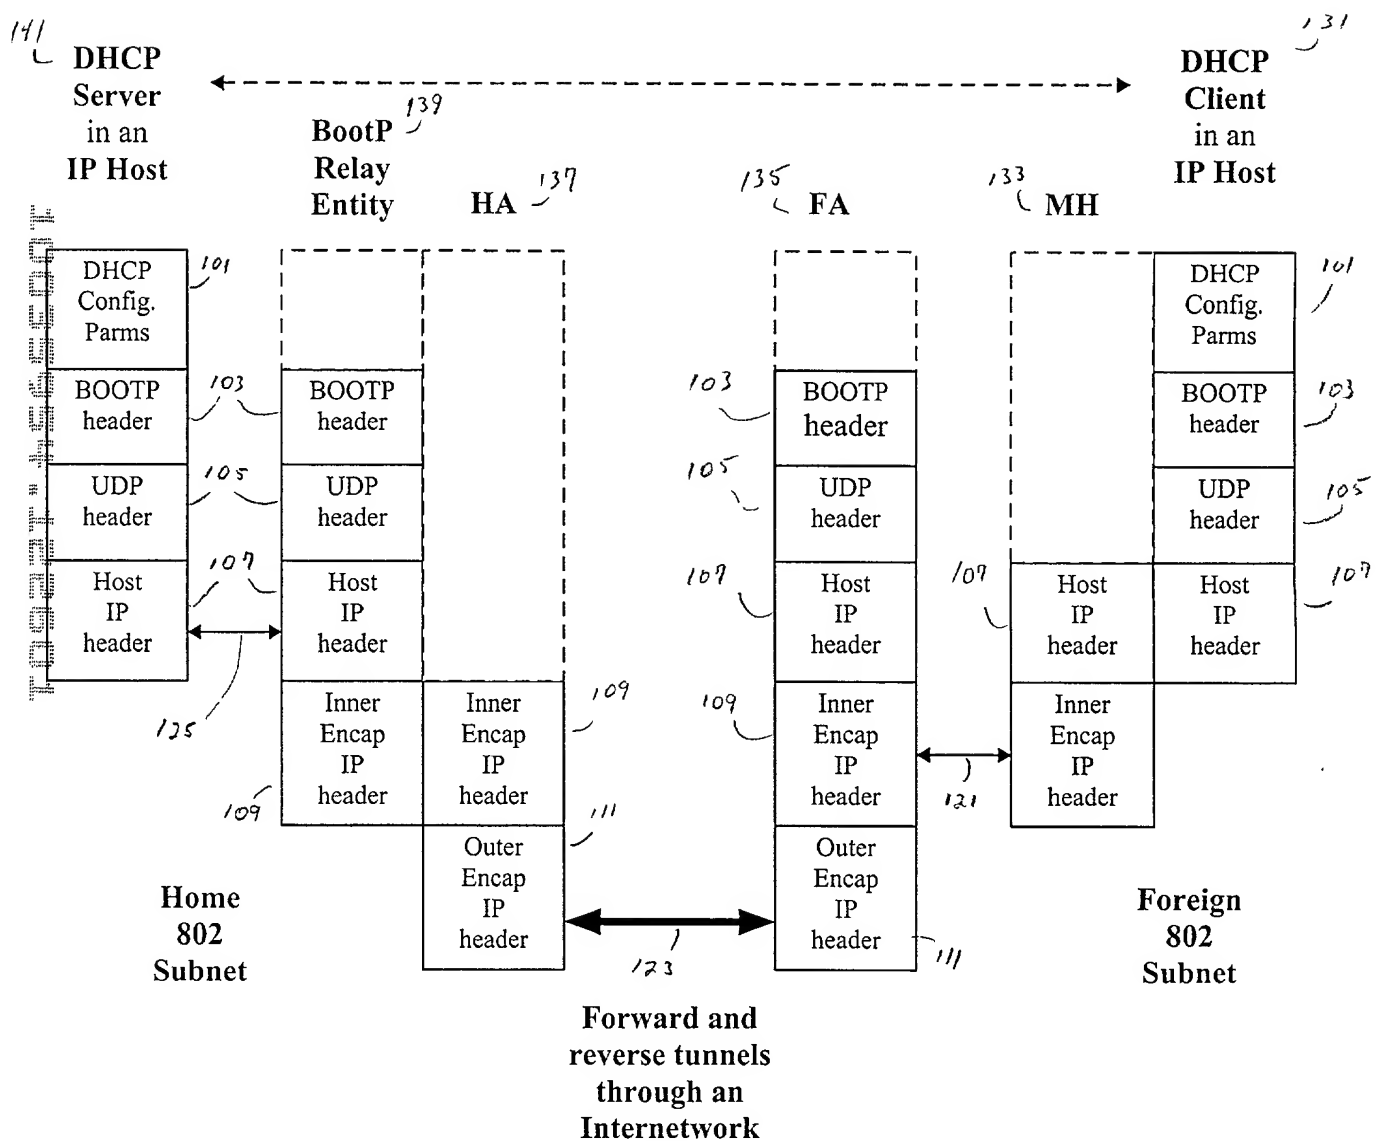 141
131
DHCP
Server
in an
IP Host
DHCP
Client
in an
IP Host
139
BootP
Relay
Entity
137
HA
135
FA
133
MH
DHCP
Config.
Parms
101
DHCP
Config.
Parms
101
BOOTP
header
103
BOOTP
header
103
BOOTP
header
BOOTP
header
103
UDP
header
105
UDP
header
105
UDP
header
UDP
header
105
Host
IP
header
107
Host
IP
header
107
Host
IP
header
107
Host
IP
header
Host
IP
header
107
125
Inner
Encap
IP
header
109
Inner
Encap
IP
header
109
109
Inner
Encap
IP
header
121
Inner
Encap
IP
header
Outer
Encap
IP
header
111
Outer
Encap
IP
header
111
123
Home
802
Subnet
Foreign
802
Subnet
Forward and
reverse tunnels
through an
Internetwork